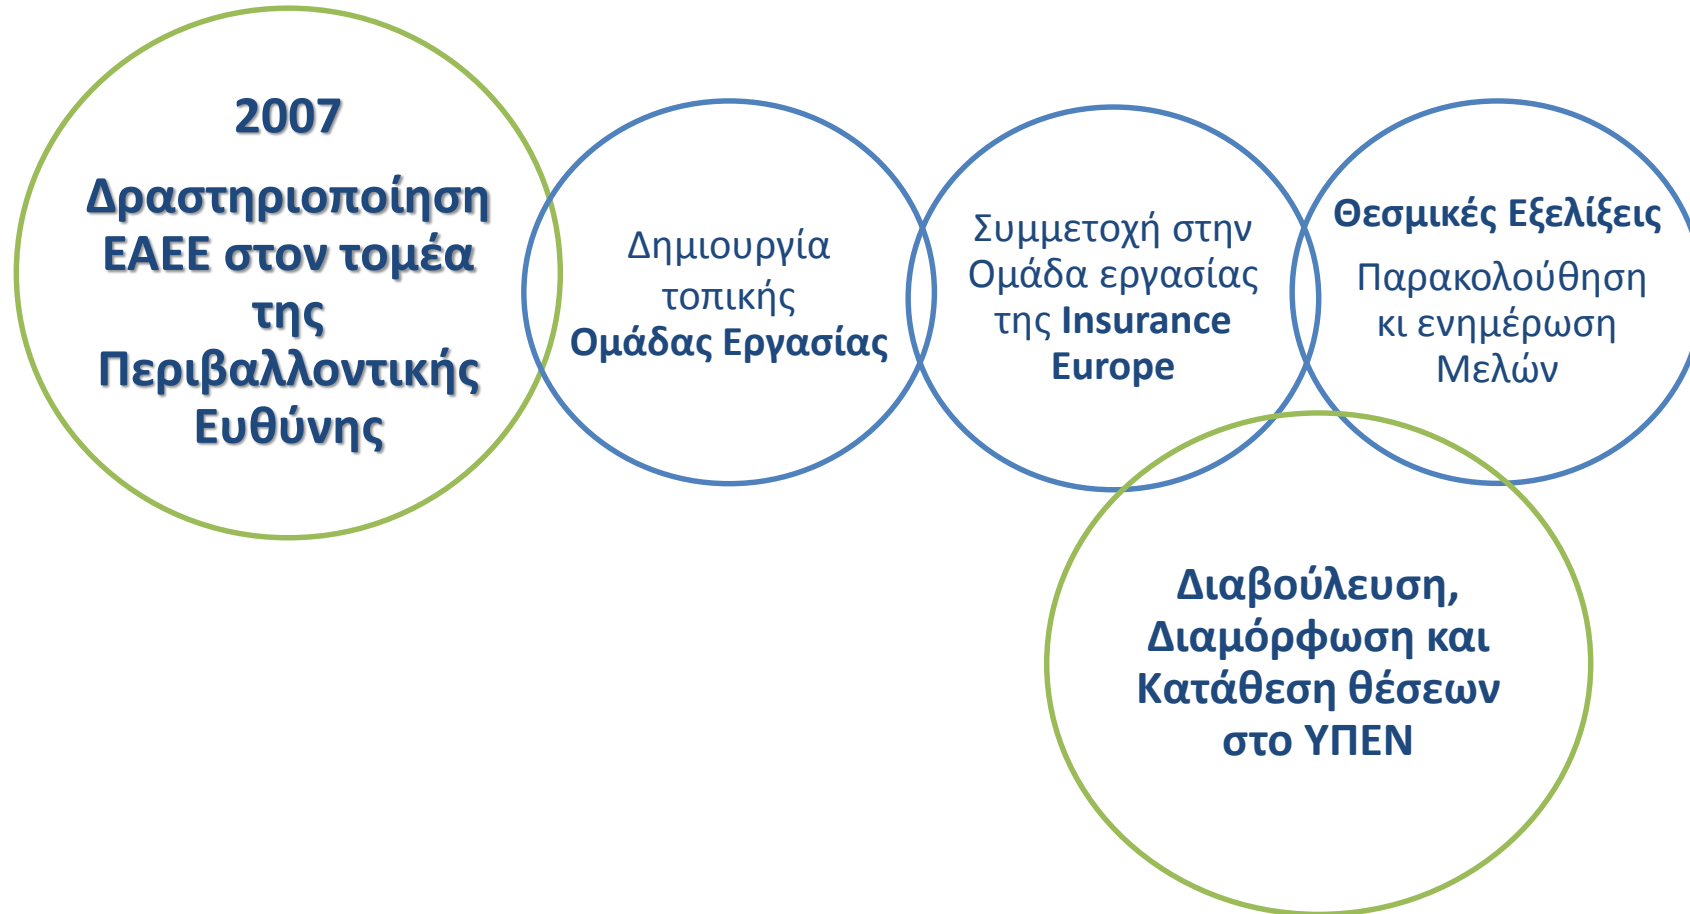 2007
Δραστηριοποίηση
ΕΑΕΕ στον τομέα
της
Περιβαλλοντικής
Ευθύνης
Δημιουργία
τοπικής
Ομάδας Εργασίας
Συμμετοχή στην
Ομάδα εργασίας
της Insurance
Europe
Θεσμικές Εξελίξεις
Παρακολούθηση
κι ενημέρωση
Μελών
Διαβούλευση,
Διαμόρφωση και
Κατάθεση θέσεων
στο ΥΠΕΝ